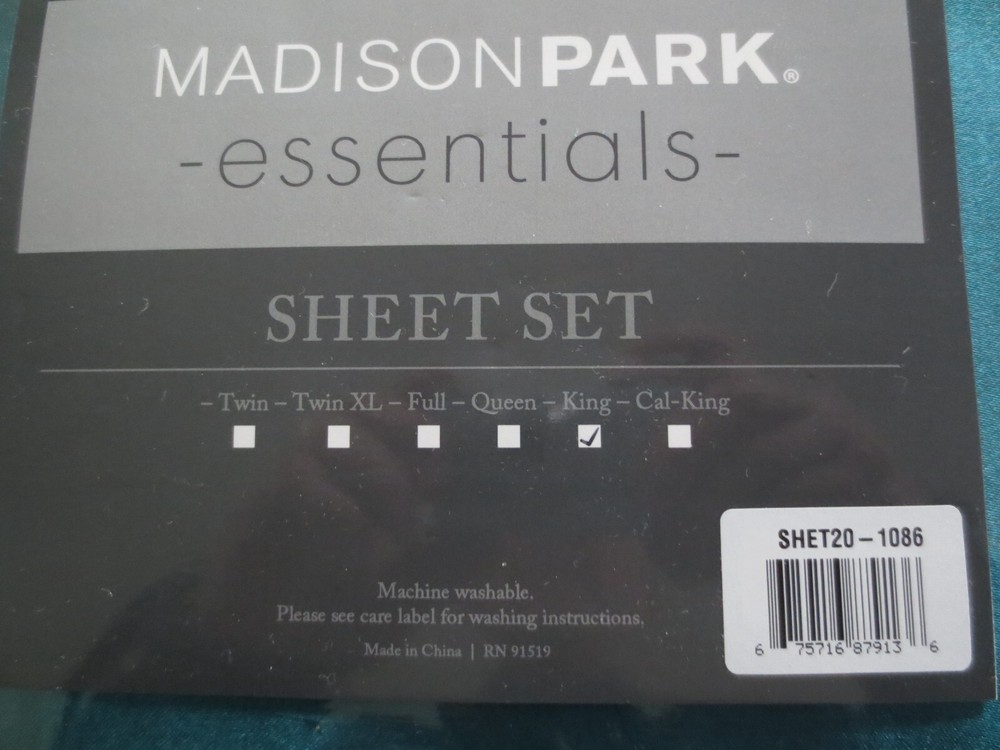 MADISONPARK®
-essentials-
SHEET SET
– Twin – Twin XL – Full – Queen – King – Cal-King
SHET20-1086
6 75716 87913 6
Machine washable.
Please see care label for washing instructions.
Made in China | RN 91519